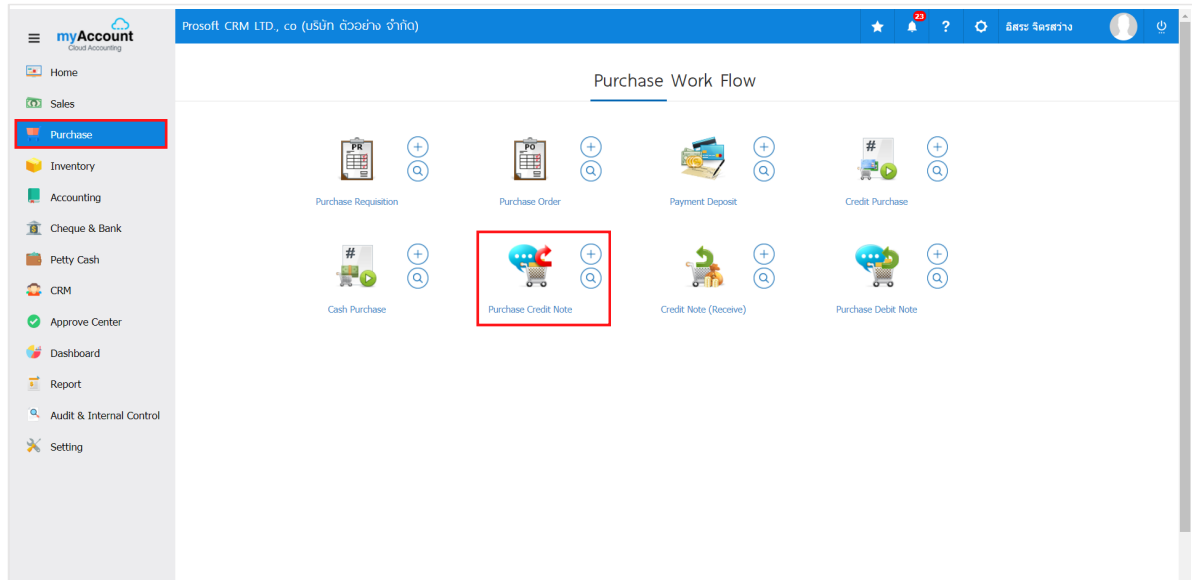 myAccount
Cloud Accounting
Prosoft CRM LTD., co (บริษัท ตัวอย่าง จำกัด)
23
?
อิสระ จิตรสว่าง
Home
Sales
Purchase
Inventory
Accounting
Cheque & Bank
Petty Cash
CRM
Approve Center
Dashboard
Report
Audit & Internal Control
Setting
Purchase Work Flow
PR
Purchase Requisition
PO
Purchase Order
Payment Deposit
#
Credit Purchase
#
Cash Purchase
Purchase Credit Note
Credit Note (Receive)
Purchase Debit Note